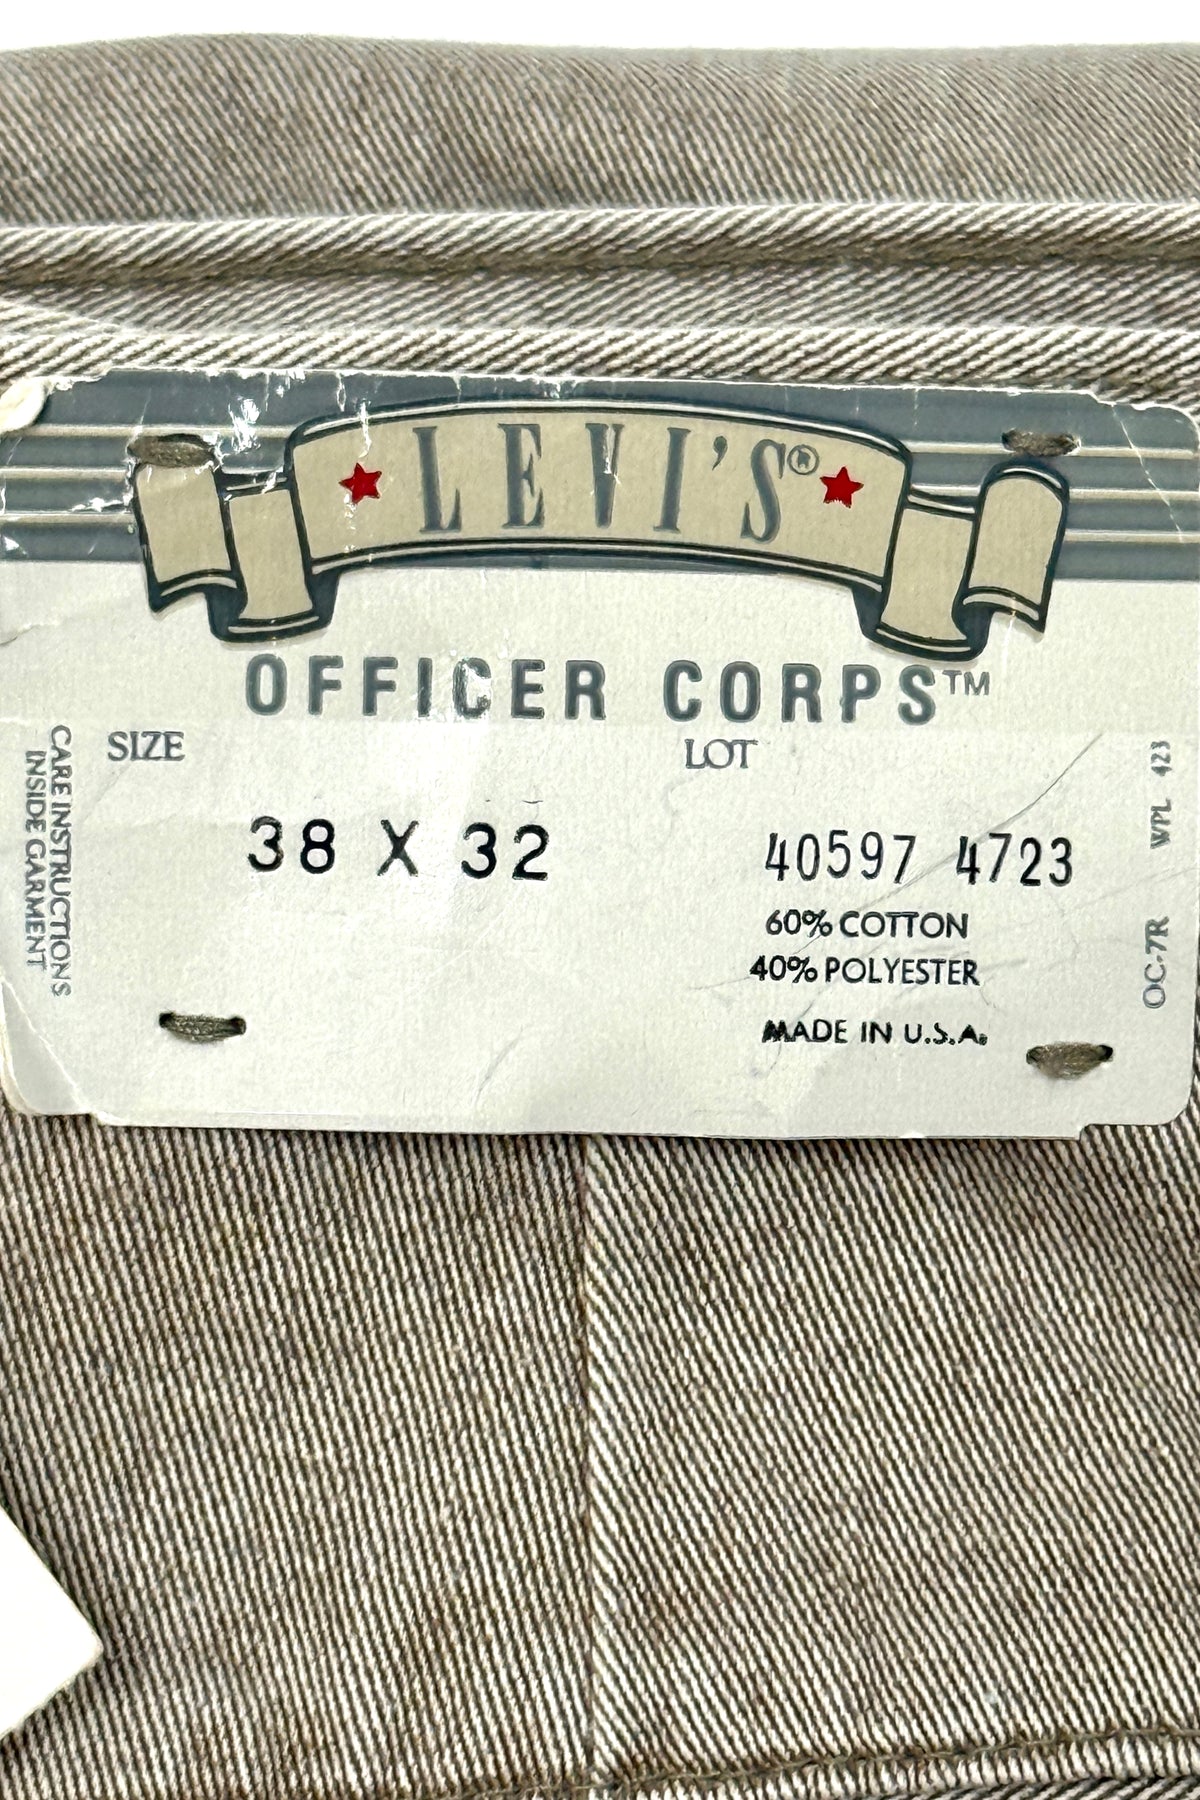 LEVI'S®
OFFICER CORPS™
SIZE
LOT
38 X 32
40597 4723
60% COTTON
40% POLYESTER
MADE IN U.S.A.
CARE INSTRUCTIONS
INSIDE GARMENT
OC-7R WPL 423